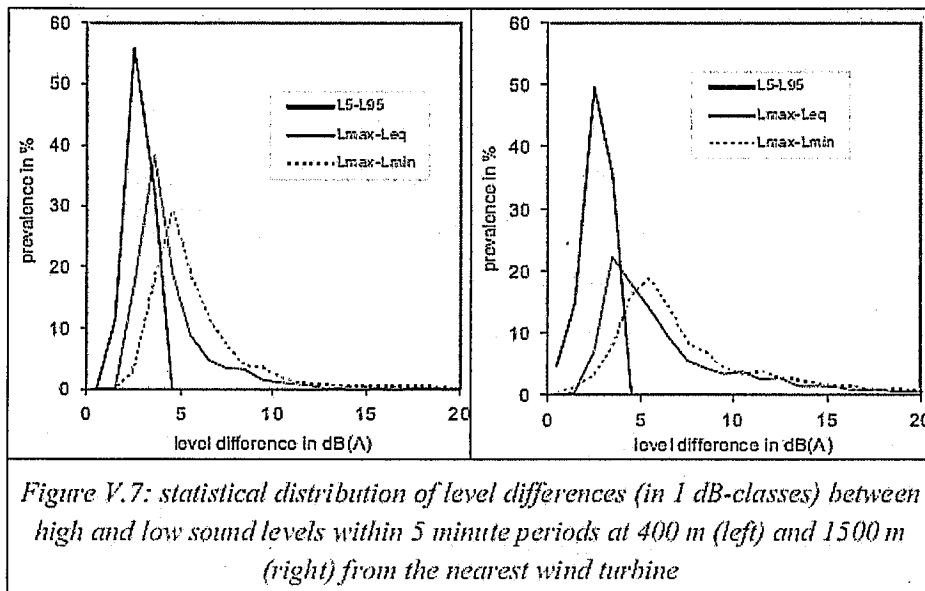 60
50
40
30
20
10
0
prevalence in %
L5-L95
Lmax-Leq
Lmax-Lmin
0 5 10 15 20
level difference in dB(A)
60
50
40
30
20
10
0
prevalence in %
L5-L95
Lmax-Leq
Lmax-Lmin
0 5 10 15 20
level difference in dB(A)
Figure V.7: statistical distribution of level differences (in 1 dB-classes) between
high and low sound levels within 5 minute periods at 400 m (left) and 1500 m
(right) from the nearest wind turbine